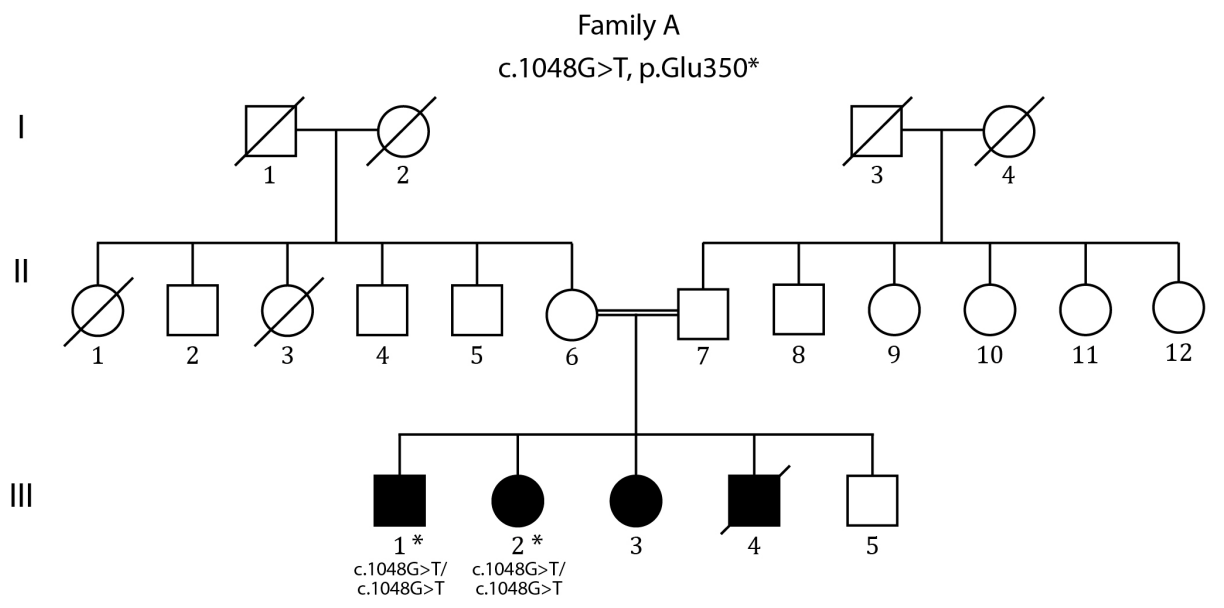 Family A
c.1048G>T, p.Glu350*
I
1 2 3 4
II
1 2 3 4 5 6 7 8 9 10 11 12
III
1 * 2 * 3 4 5
c.1048G>T/ c.1048G>T/
c.1048G>T c.1048G>T